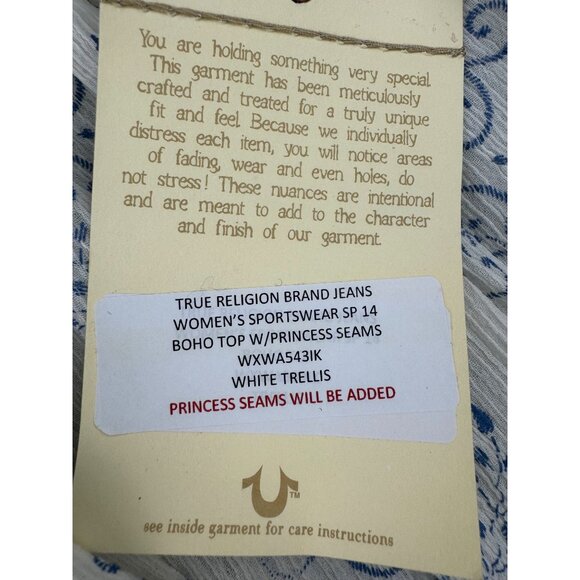 You are holding something very special.
This garment has been meticulously
crafted and treated for a truly unique
fit and feel. Because we individually
distress each item, you will notice areas
of fading, wear and even holes, do
not stress! These nuances are intentional
and are meant to add to the character
and finish of our garment.
TRUE RELIGION BRAND JEANS
WOMEN'S SPORTSWEAR SP 14
BOHO TOP W/PRINCESS SEAMS
WXWA543IK
WHITE TRELLIS
PRINCESS SEAMS WILL BE ADDED
TM
see inside garment for care instructions